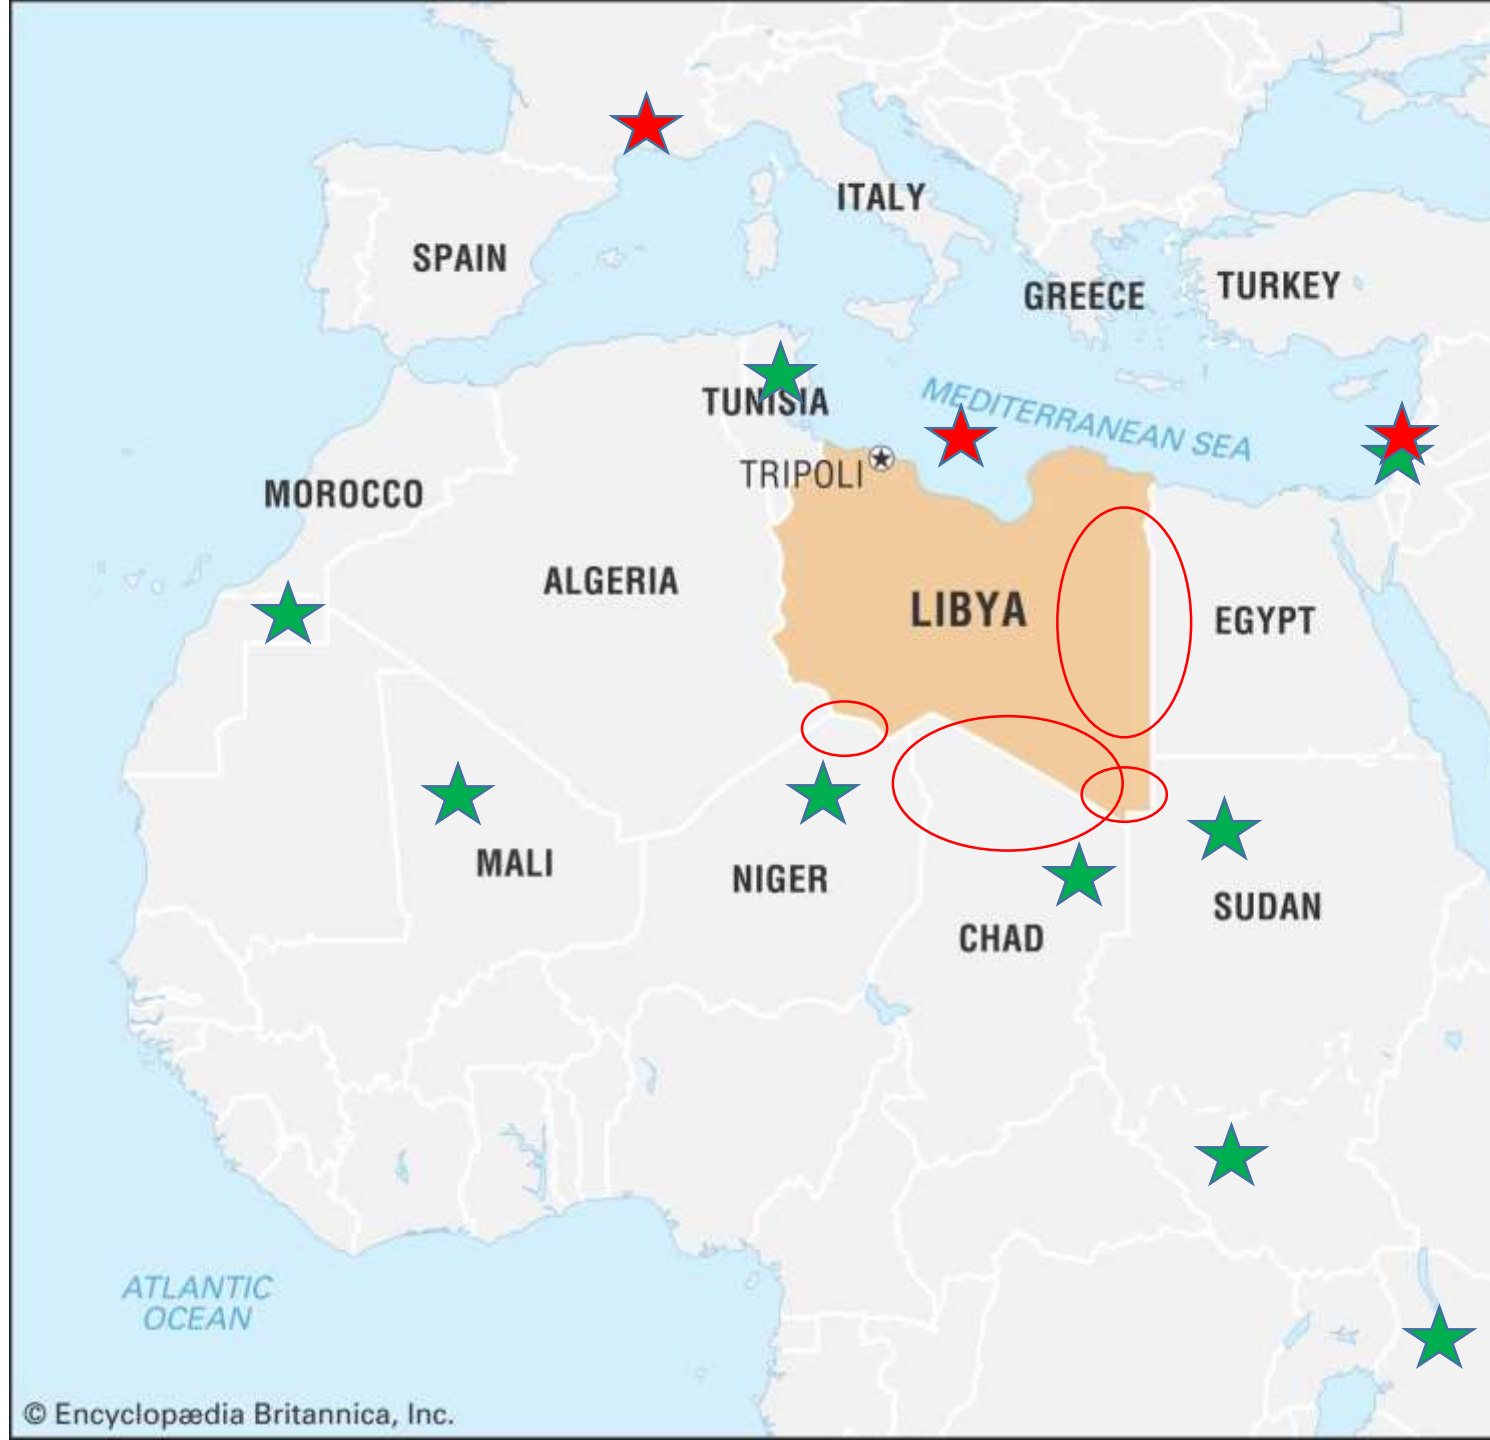 ITALY
SPAIN
GREECE
TURKEY
TUNISIA
MEDITERRANEAN SEA
TRIPOLI
MOROCCO
ALGERIA
LIBYA
EGYPT
MALI
NIGER
SUDAN
CHAD
ATLANTIC
OCEAN
© Encyclopædia Britannica, Inc.